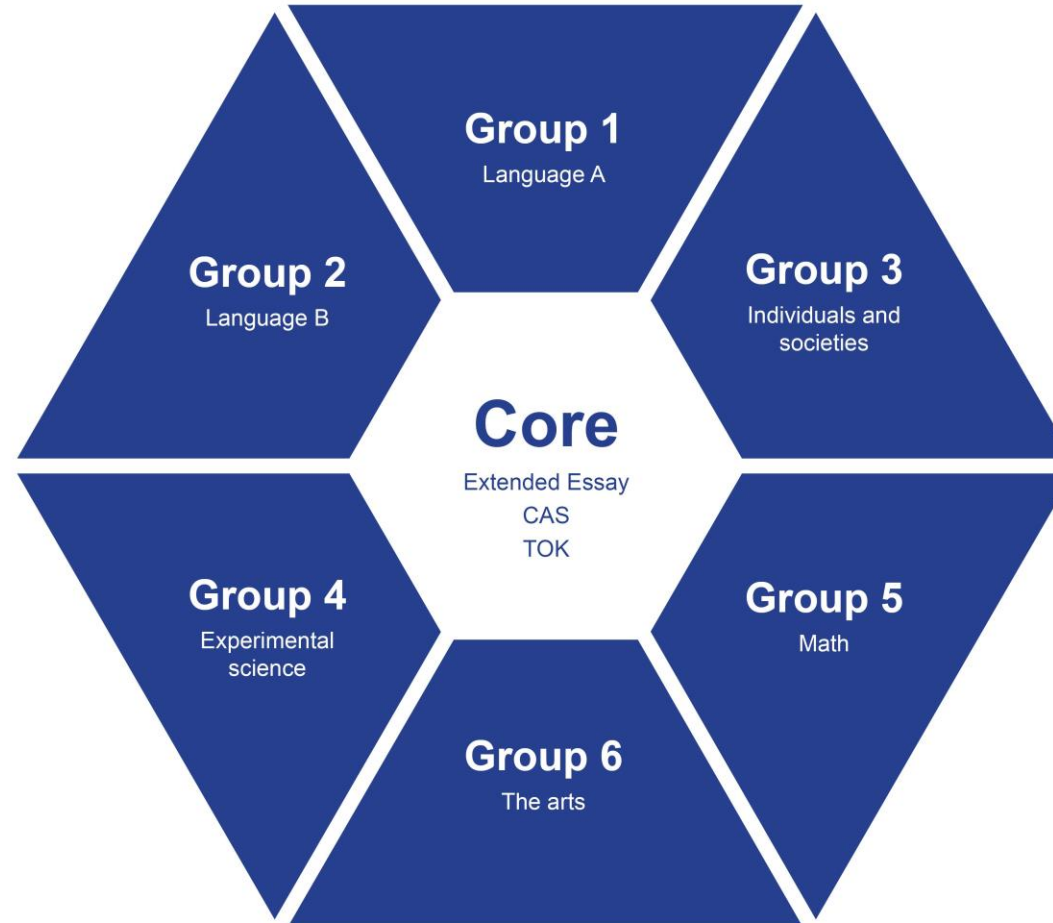 Group 1
Language A
Group 2
Language B
Group 3
Individuals and
societies
Core
Extended Essay
CAS
TOK
Group 4
Experimental
science
Group 5
Math
Group 6
The arts